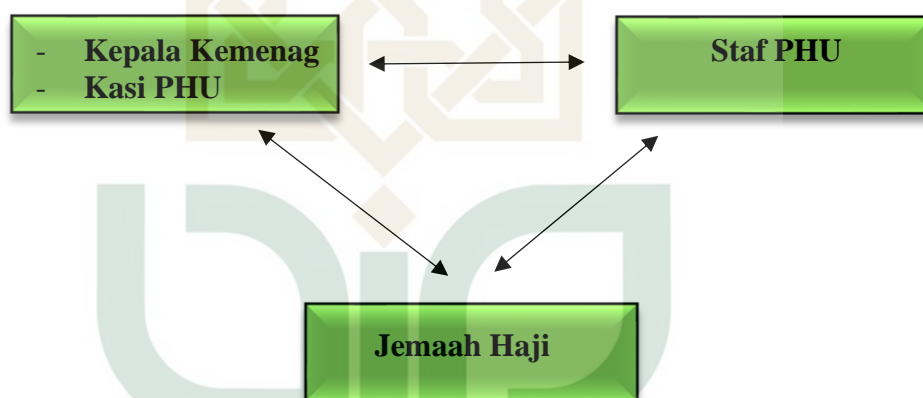 - Kepala Kemenag
- Kasi PHU
Staf PHU
Jemaah Haji